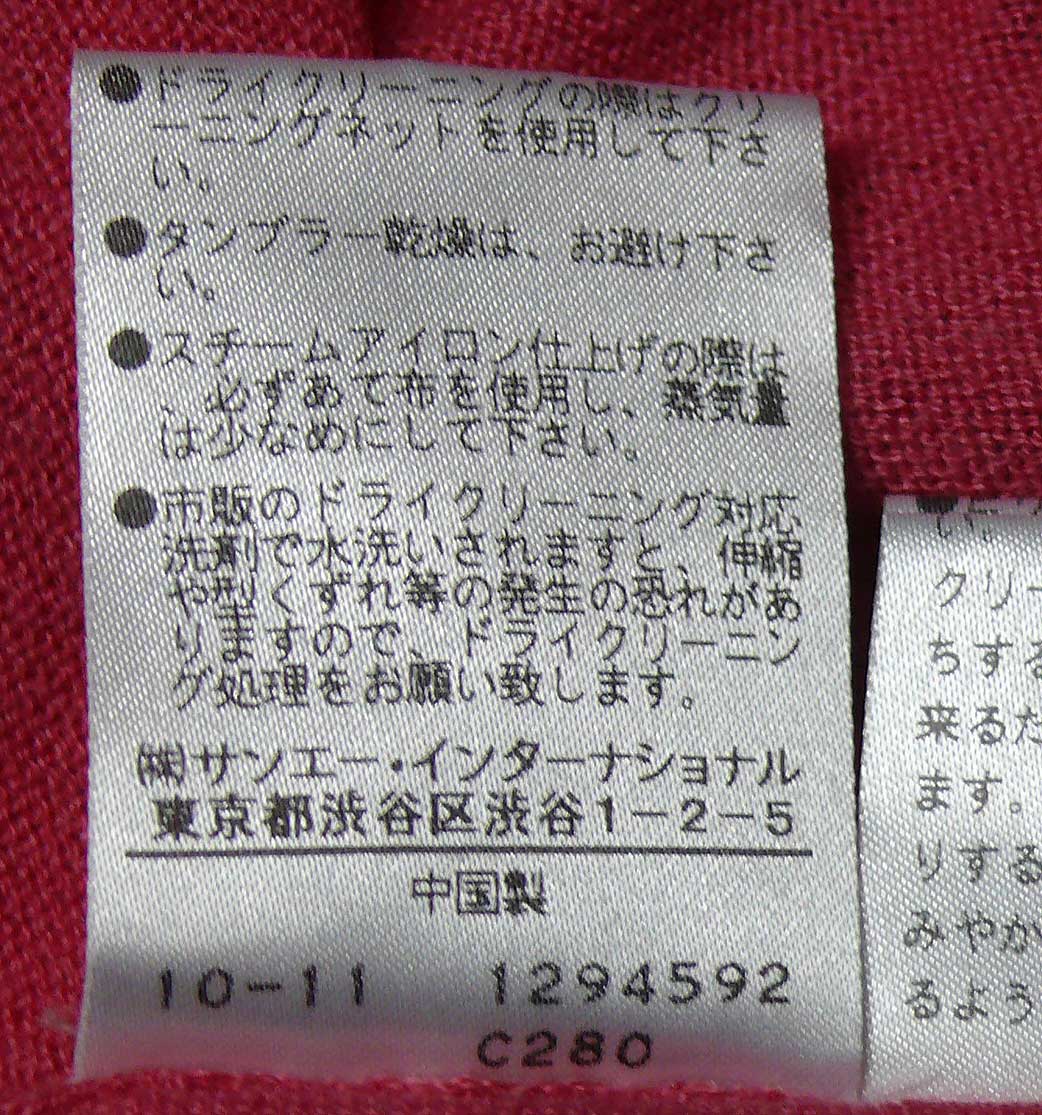 ●ドライクリーニングの際はクリ
ーニングネットを使用して下さ
い。
●タンブラー乾燥は、お避け下さ
い。
●スチームアイロン仕上げの際は
、必ずあて布を使用し、蒸気量
は少なめにして下さい。
●市販のドライクリーニング対応
洗剤で水洗いされますと、伸縮
や型くずれ等の発生の恐れがあ
りますので、ドライクリーニン
グ処理をお願い致します。
㈱サンエー・インターナショナル
東京都渋谷区渋谷1-2-5
中国製
10-11 1294592
C280
クリー
ちする
来るた
ます。
りする
みやか
るよう